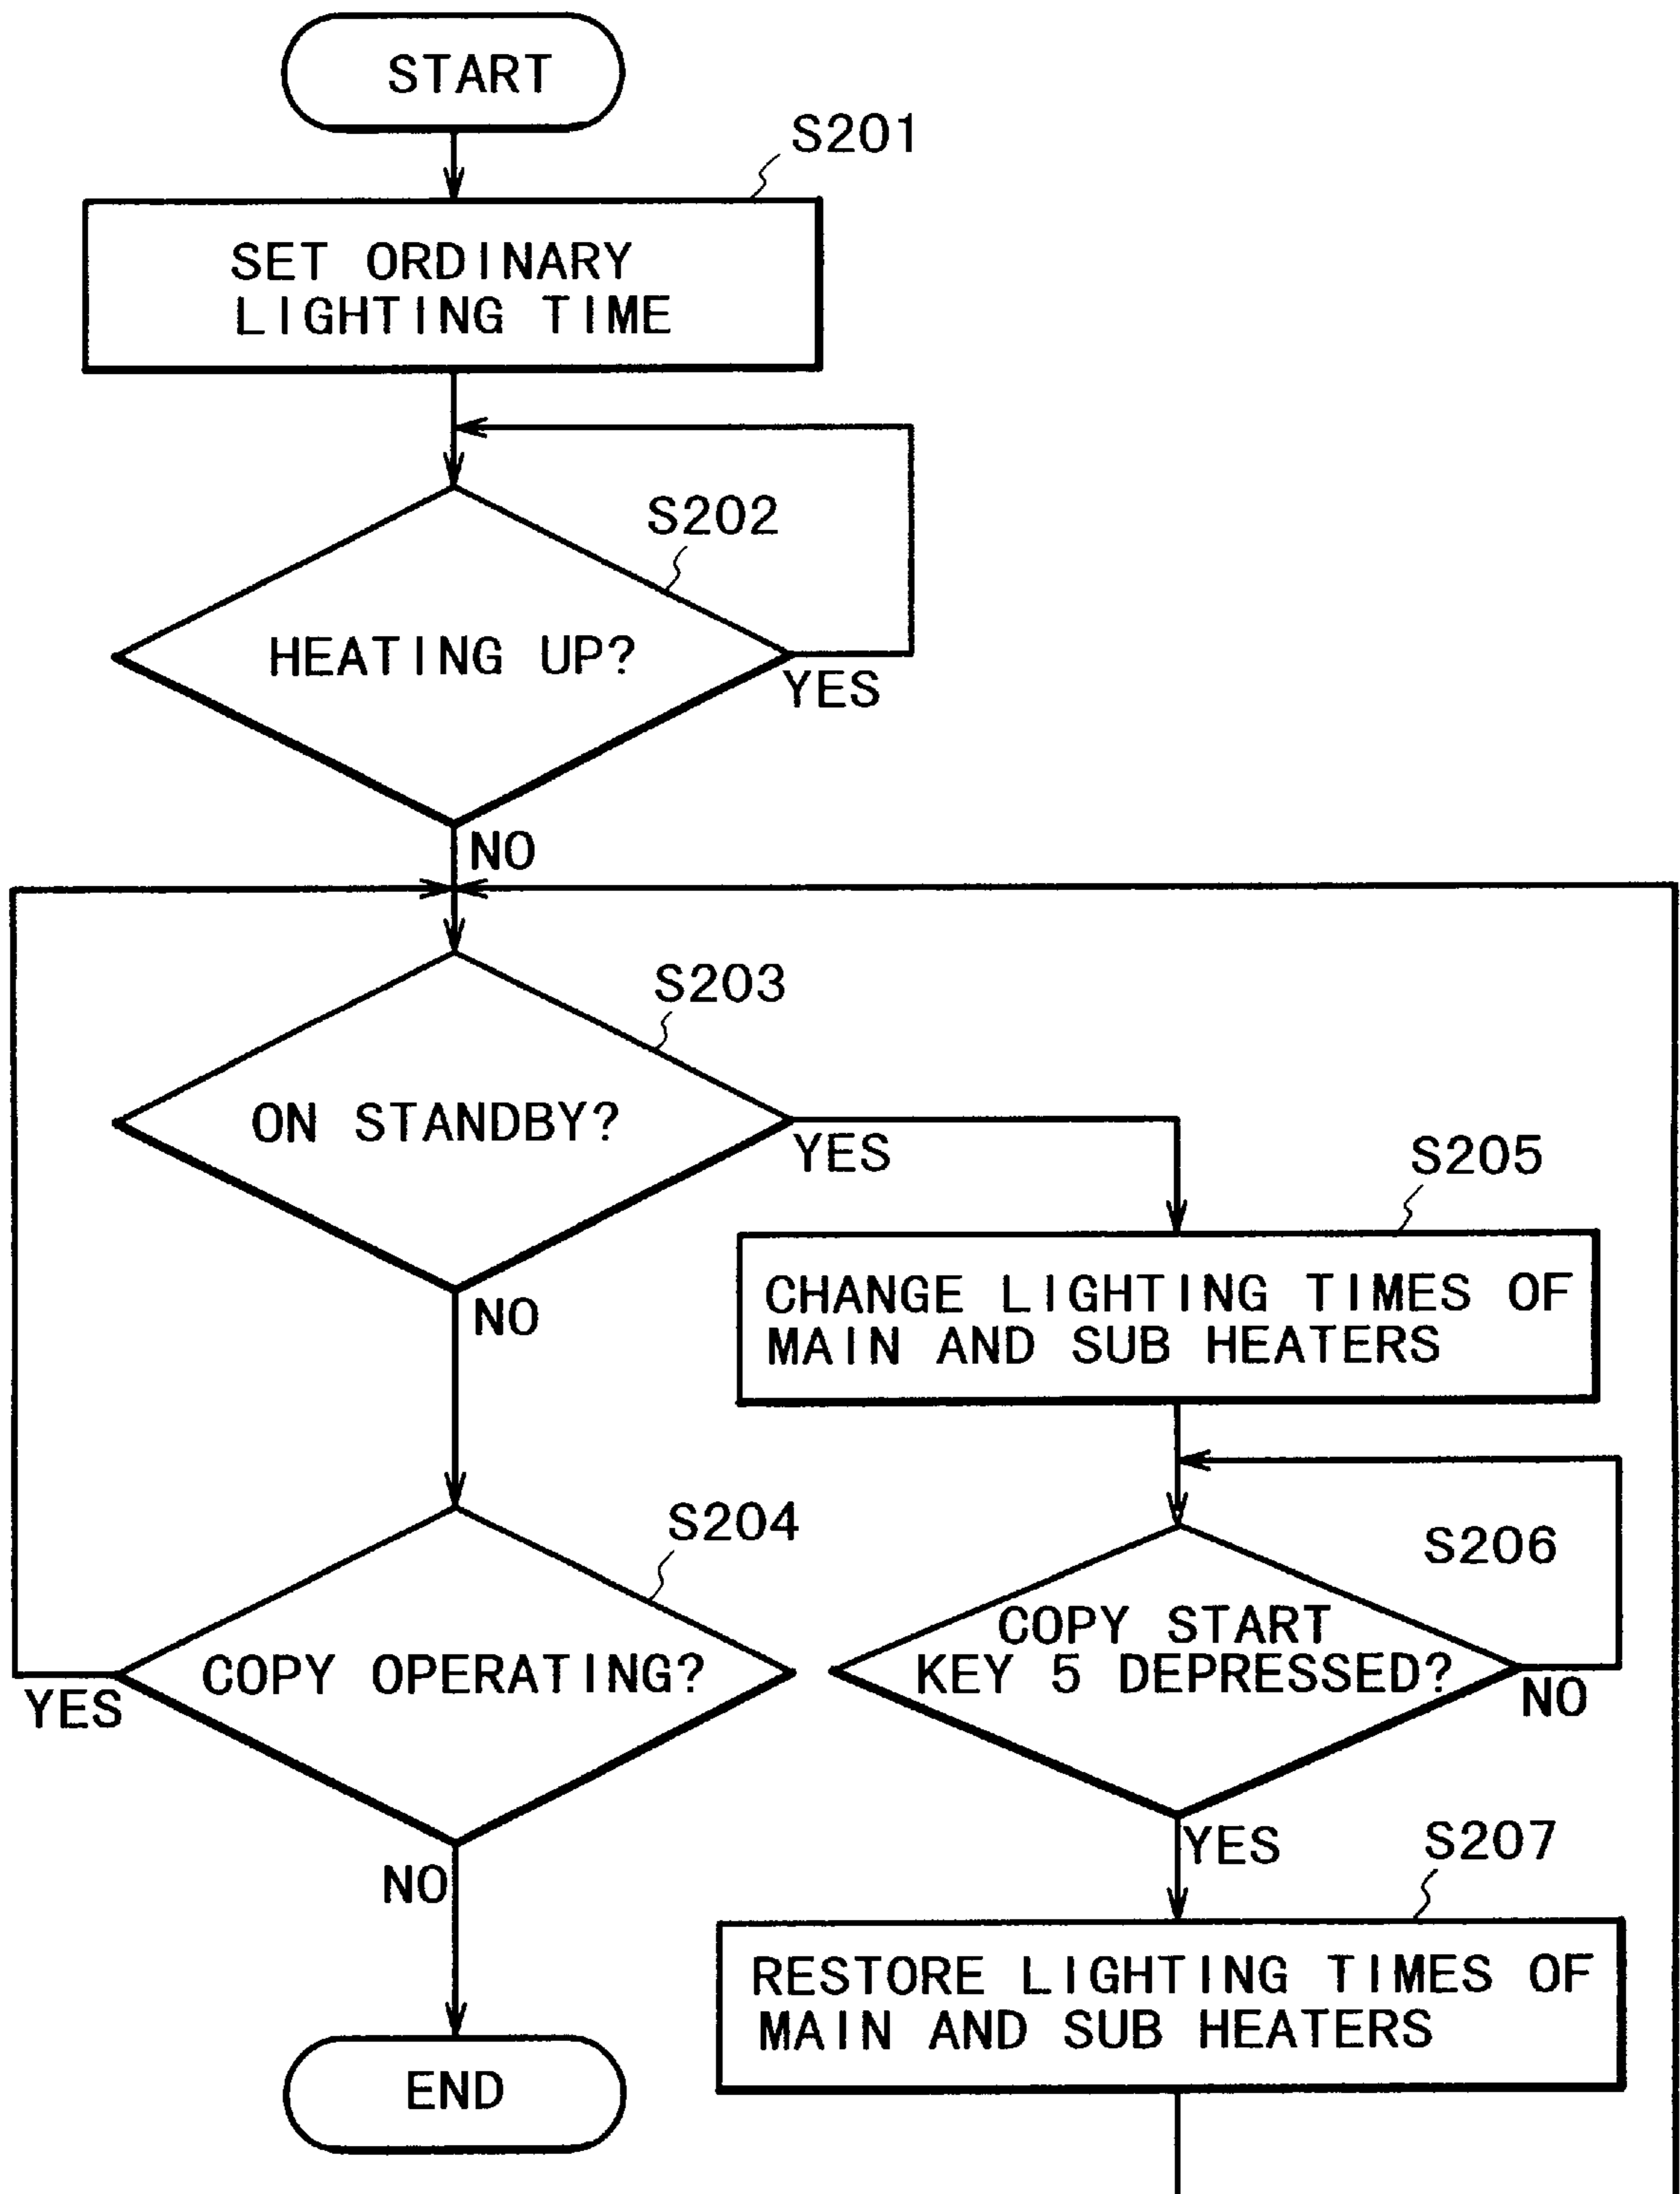 START
S201
SET ORDINARY
LIGHTING TIME
S202
HEATING UP?
YES
NO
S203
ON STANDBY?
YES
NO
S205
CHANGE LIGHTING TIMES OF
MAIN AND SUB HEATERS
S204
COPY OPERATING?
YES
NO
S206
COPY START
KEY 5 DEPRESSED?
NO
YES
S207
RESTORE LIGHTING TIMES OF
MAIN AND SUB HEATERS
END